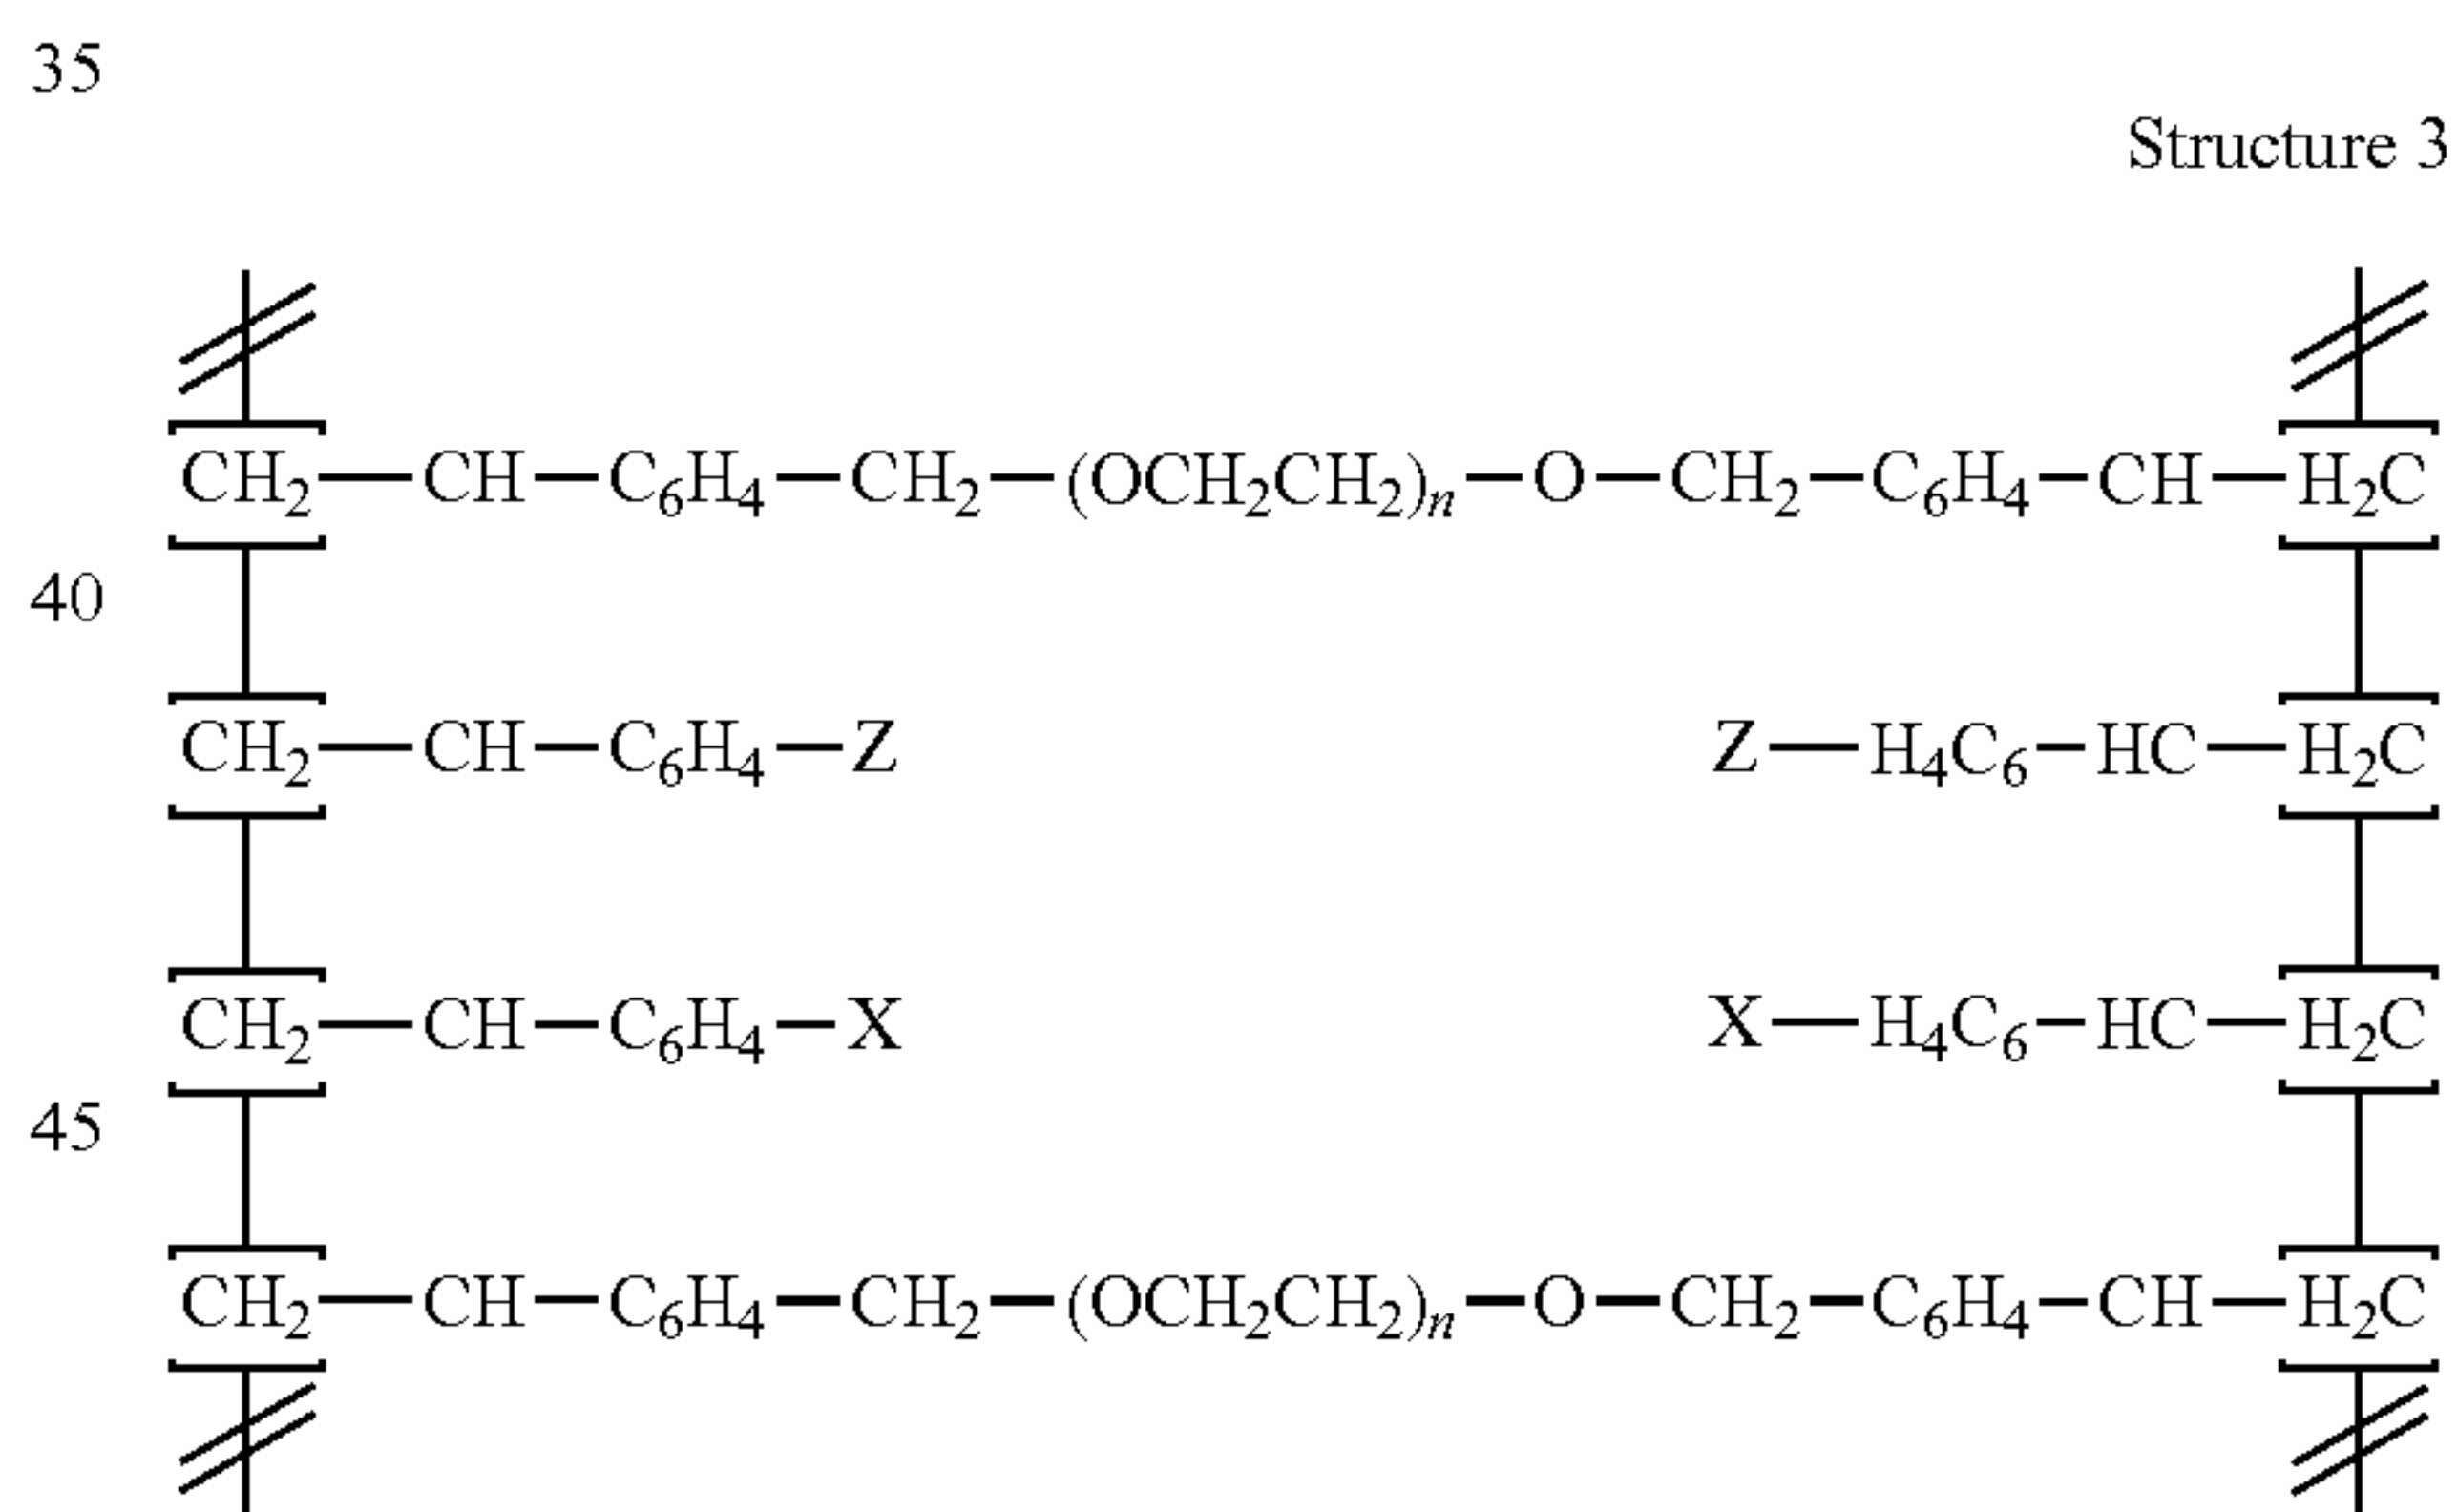 35
Structure 3
CH₂—CH—C₆H₄—CH₂—(OCH₂CH₂)ₙ—O—CH₂—C₆H₄—CH—H₂C
40
CH₂—CH—C₆H₄—Z Z—H₄C₆—HC—H₂C
CH₂—CH—C₆H₄—X X—H₄C₆—HC—H₂C
45
CH₂—CH—C₆H₄—CH₂—(OCH₂CH₂)ₙ—O—CH₂—C₆H₄—CH—H₂C